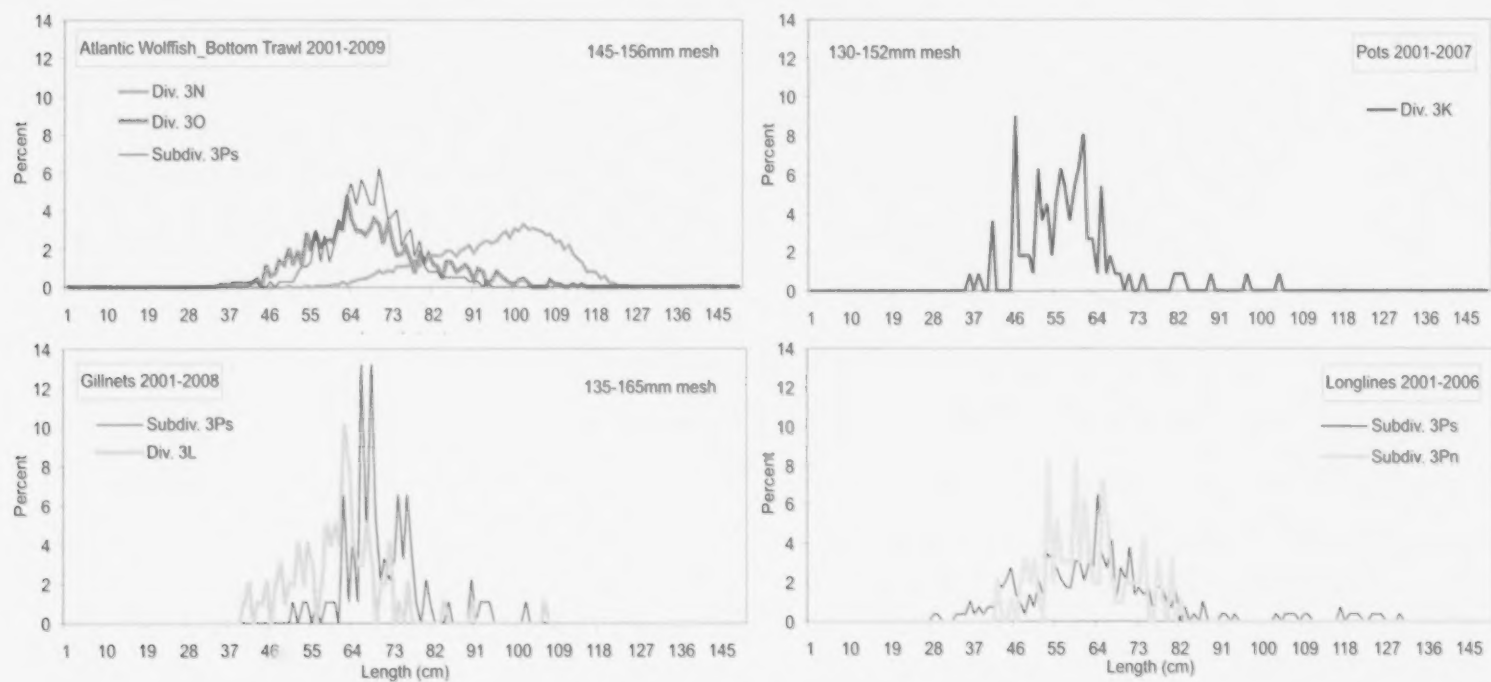 Atlantic Wolffish_Bottom Trawl 2001-2009
145-156mm mesh
Div. 3N
Div. 3O
Subdiv. 3Ps
Percent
14
12
10
8
6
4
2
0
1 10 19 28 37 46 55 64 73 82 91 100 109 118 127 136 145
130-152mm mesh
Pots 2001-2007
Div. 3K
Percent
14
12
10
8
6
4
2
0
1 10 19 28 37 46 55 64 73 82 91 100 109 118 127 136 145
Gillnets 2001-2008
135-165mm mesh
Subdiv. 3Ps
Div. 3L
Percent
14
12
10
8
6
4
2
0
1 10 19 28 37 46 55 64 73 82 91 100 109 118 127 136 145
Length (cm)
Longlines 2001-2006
Subdiv. 3Ps
Subdiv. 3Pn
Percent
14
12
10
8
6
4
2
0
1 10 19 28 37 46 55 64 73 82 91 100 109 118 127 136 145
Length (cm)